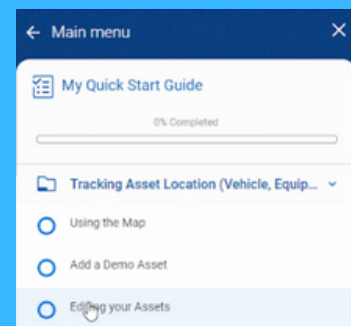 Main menu
My Quick Start Guide
0% Completed
Tracking Asset Location (Vehicle, Equip...
Using the Map
Add a Demo Asset
Editing your Assets